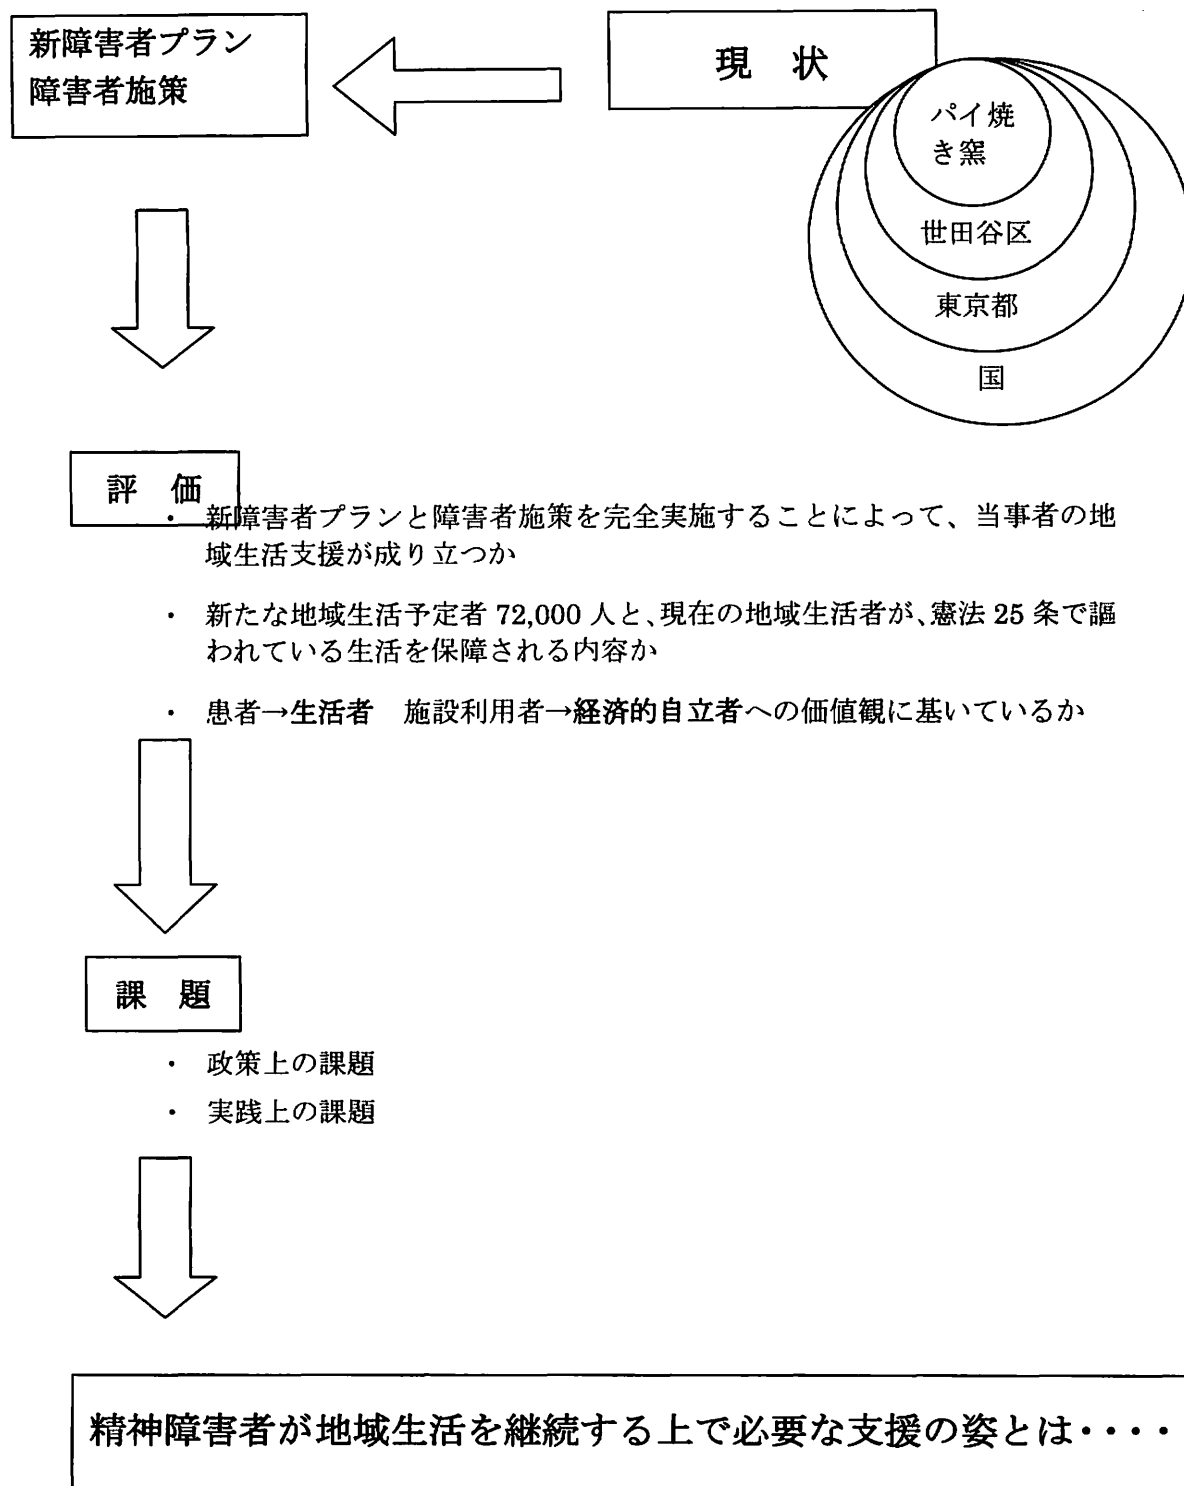 新障害者プラン
障害者施策
現　状
パイ焼
き窯
世田谷区
東京都
国
評　価
・　新障害者プランと障害者施策を完全実施することによって、当事者の地
域生活支援が成り立つか
・　新たな地域生活予定者 72,000 人と、現在の地域生活者が、憲法 25 条で謳
われている生活を保障される内容か
・　患者→生活者　施設利用者→経済的自立者への価値観に基いているか
課　題
・　政策上の課題
・　実践上の課題
精神障害者が地域生活を継続する上で必要な支援の姿とは・・・・